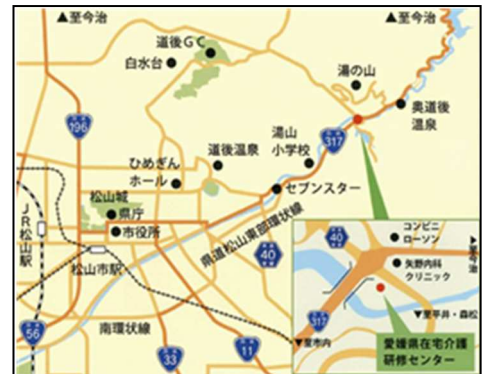 ▲至今治
▲至今治
道後GC
白水台
湯の山
奥道後
温泉
196
317
湯山
小学校
ひめぎん
ホール
道後温泉
セブンスター
松山城
県庁
市役所
JR松山駅
松山市駅
県道松山東部環状線
40
南環状線
56
33
11
コンビニ
ローソン
40
▲至今治
矢野内科
クリニック
317
▼至平井・森松
▼至市内
愛媛県在宅介護
研修センター